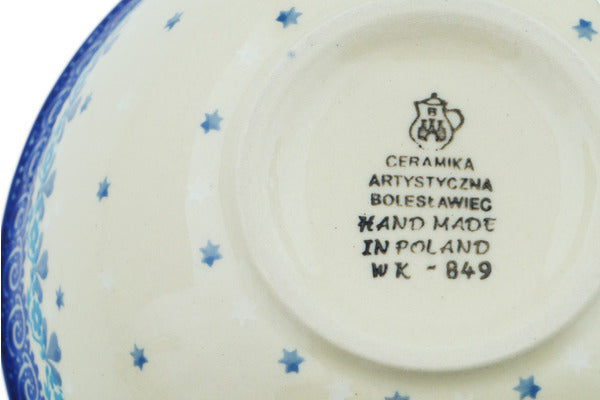 CERAMIKA
ARTYSTYCZNA
BOLESŁAWIEC
HAND MADE
IN POLAND
WK - 849